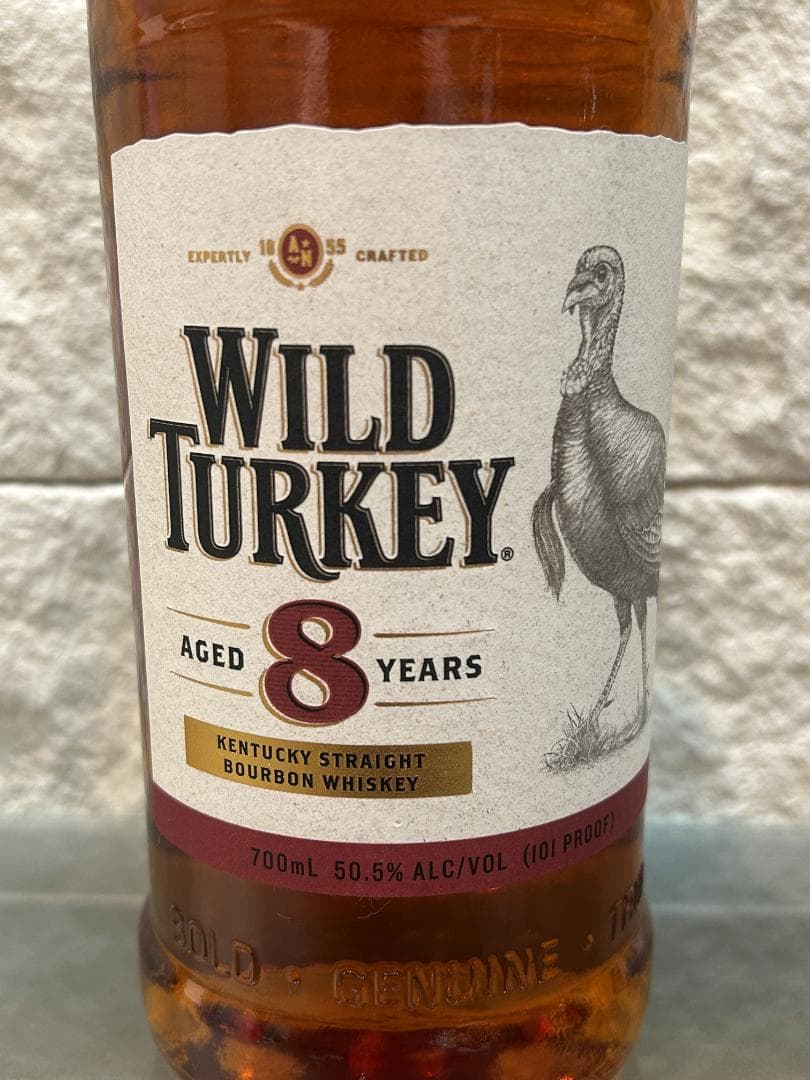 EXPERTLY 18 A★N 55 CRAFTED
WILD
TURKEY®
AGED 8 YEARS
KENTUCKY STRAIGHT
BOURBON WHISKEY
700mL 50.5% ALC/VOL (101 PROOF)
BOLD · GENUINE ·